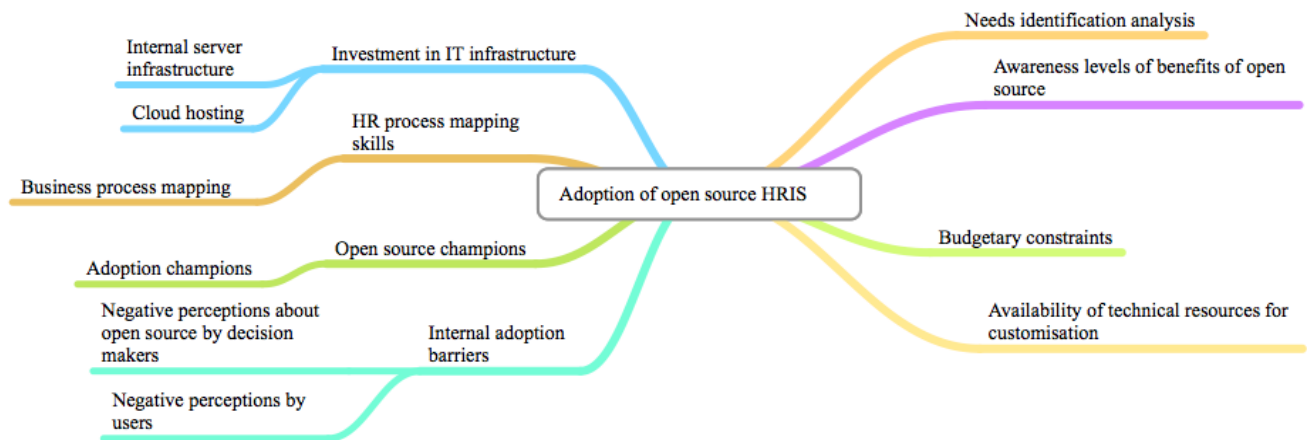 Needs identification analysis
Internal server
infrastructure
Investment in IT infrastructure
Awareness levels of benefits of open
source
Cloud hosting
HR process mapping
skills
Business process mapping
Adoption of open source HRIS
Open source champions
Budgetary constraints
Adoption champions
Negative perceptions about
open source by decision
makers
Internal adoption
barriers
Availability of technical resources for
customisation
Negative perceptions by
users